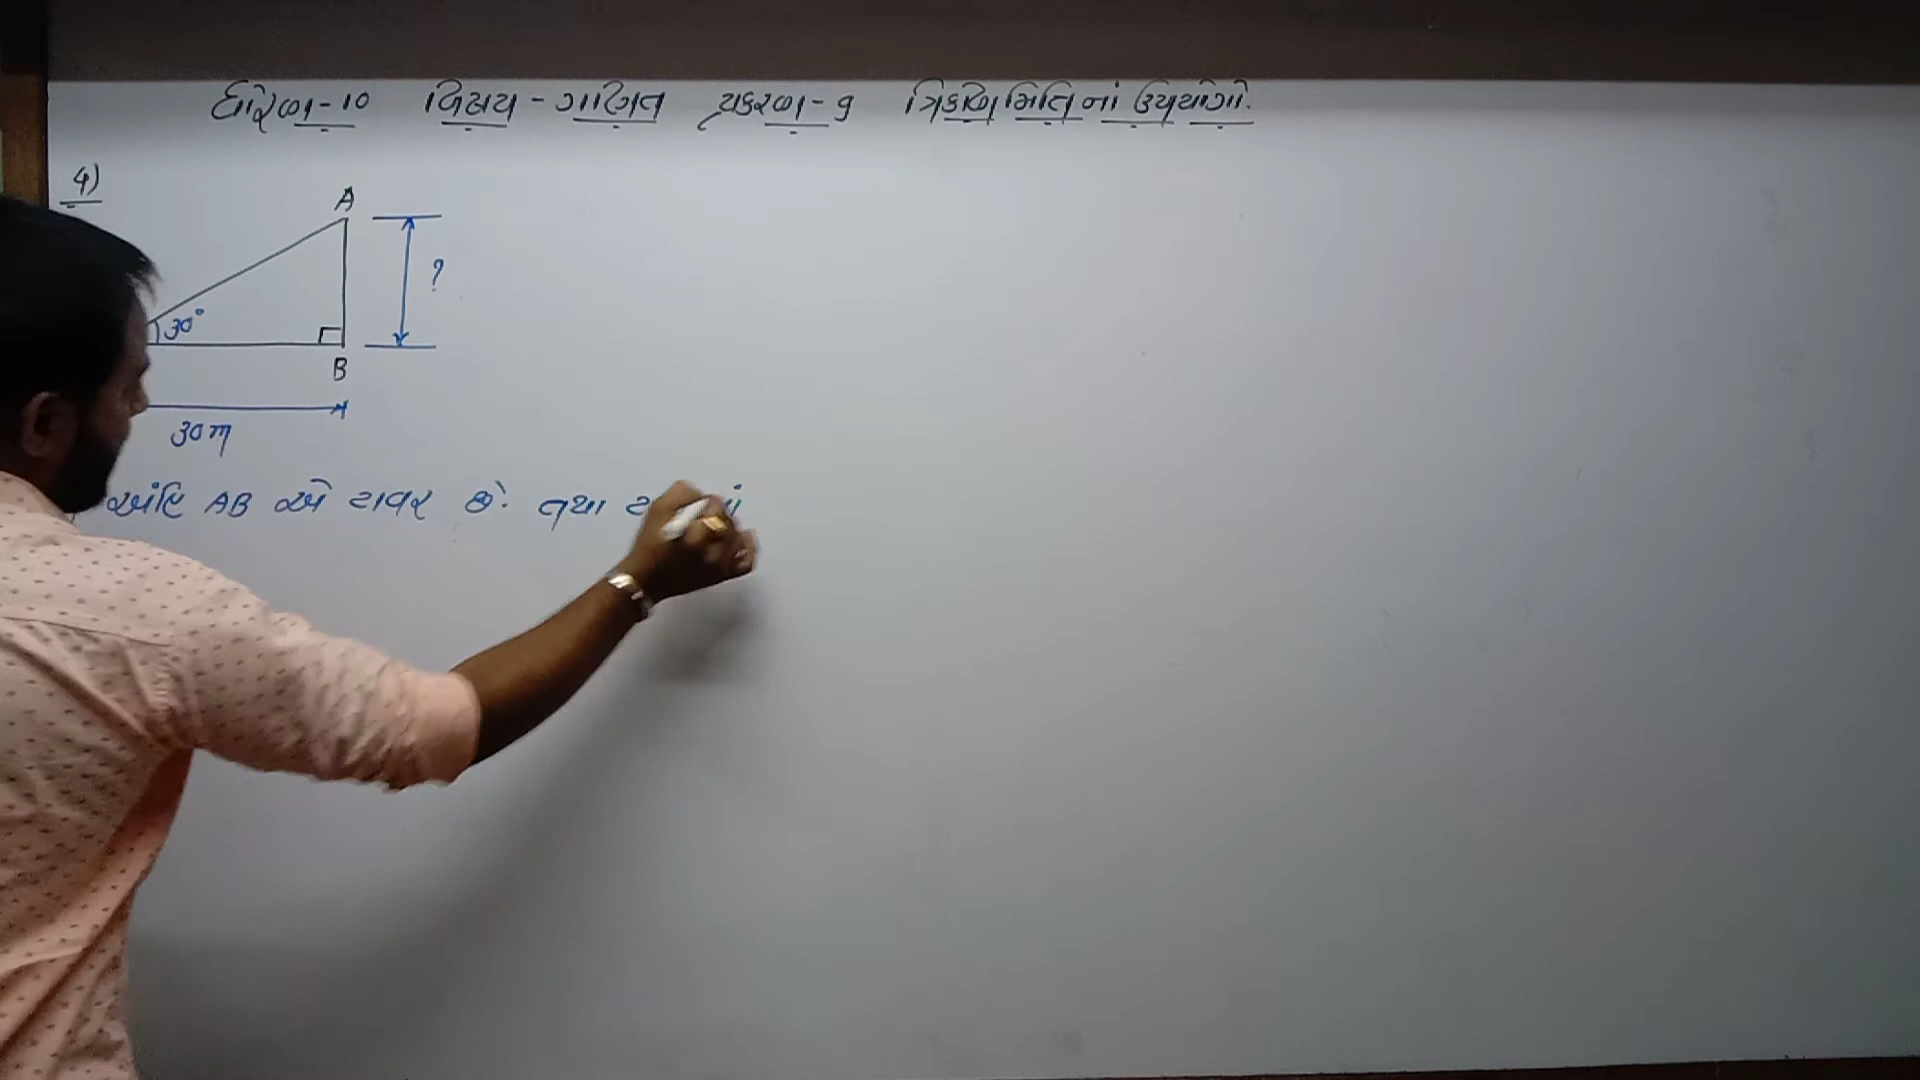 ધોરણ-10 વિષય-ગણિત પ્રકરણ-9 ત્રિકોણમિતિનાં ઉપયોગો.
4)
A
?
30°
B
30m
અહિં AB એ ટાવર છે. તથા